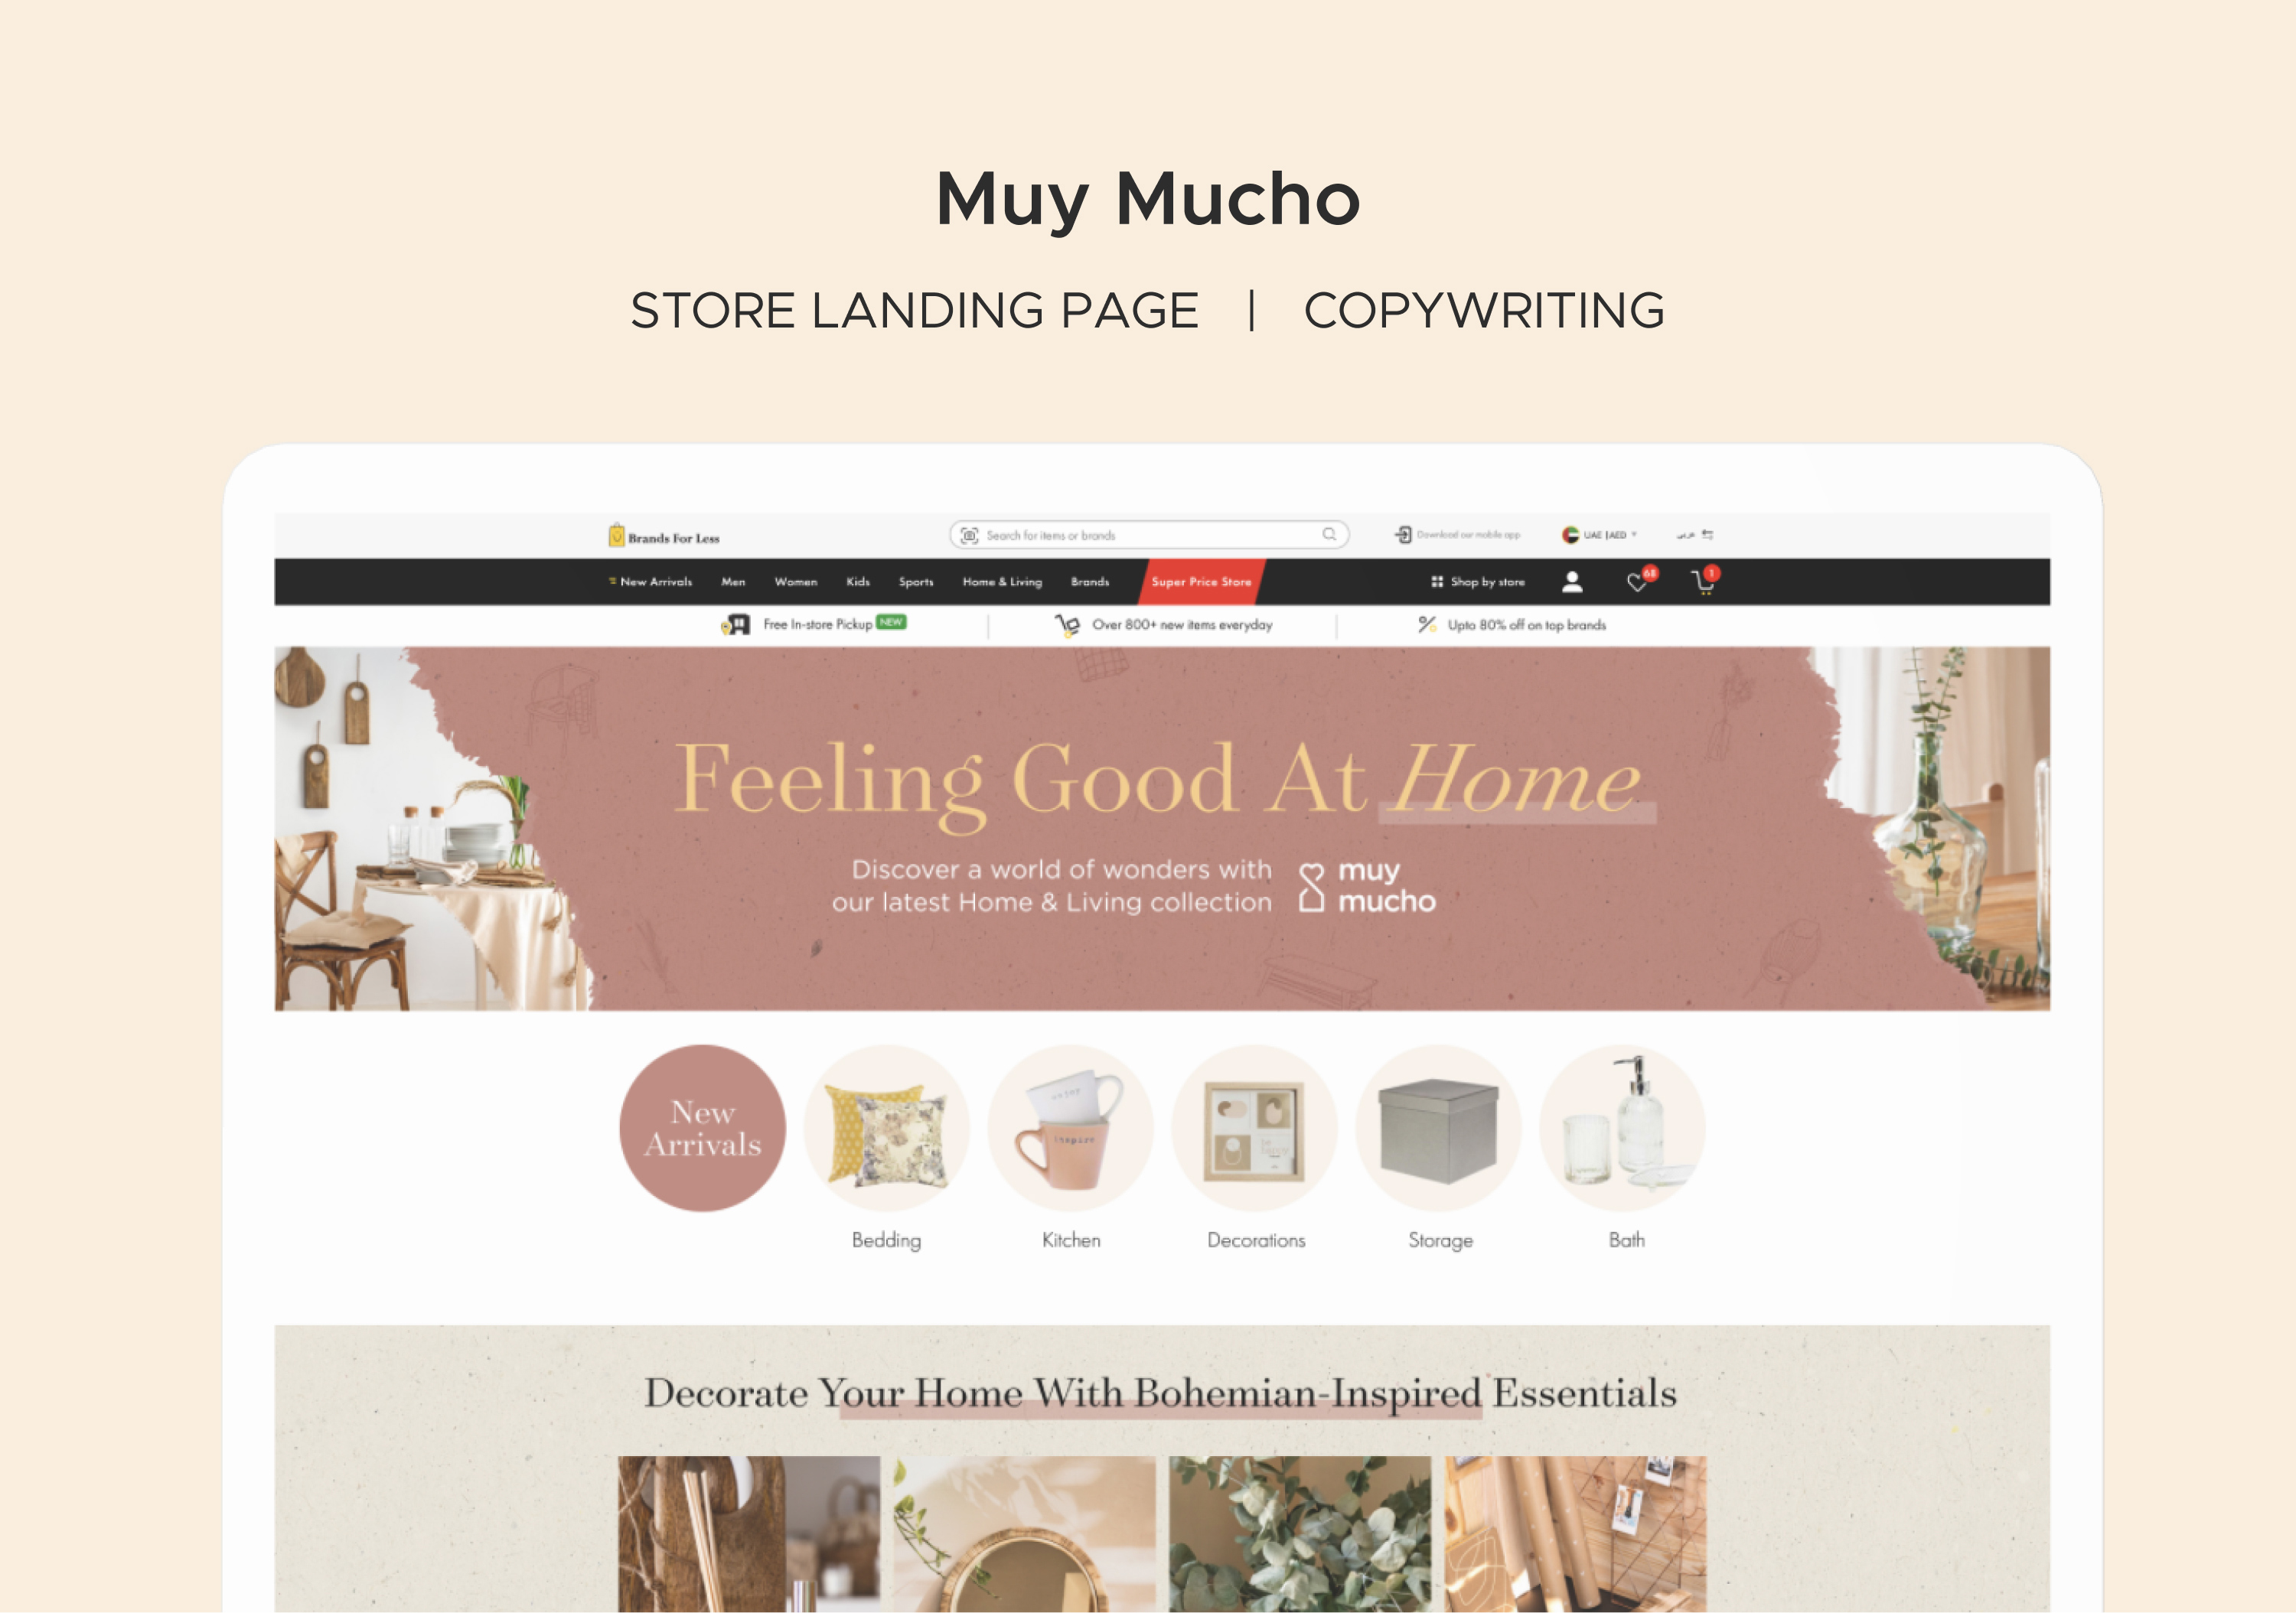 Muy Mucho
STORE LANDING PAGE | COPYWRITING
Brands For Less
Search for items or brands
Download our mobile app
UAE |AED
عربى
New Arrivals
Men
Women
Kids
Sports
Home & Living
Brands
Super Price Store
Shop by store
68
1
Free In-store Pickup NEW
Over 800+ new items everyday
Upto 80% off on top brands
Feeling Good At Home
Discover a world of wonders with
our latest Home & Living collection
muy
mucho
New
Arrivals
enjoy
inspire
Bedding
Kitchen
Decorations
Storage
Bath
Decorate Your Home With Bohemian-Inspired Essentials